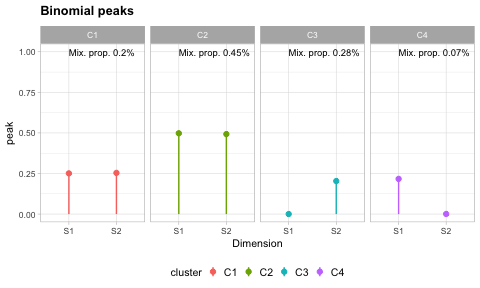 Binomial peaks
C1 C2 C3 C4
Mix. prop. 0.2% Mix. prop. 0.45% Mix. prop. 0.28% Mix. prop. 0.07%
1.00
0.75
peak
0.50
0.25
0.00
S1 S2 S1 S2 S1 S2 S1 S2
Dimension
cluster C1 C2 C3 C4